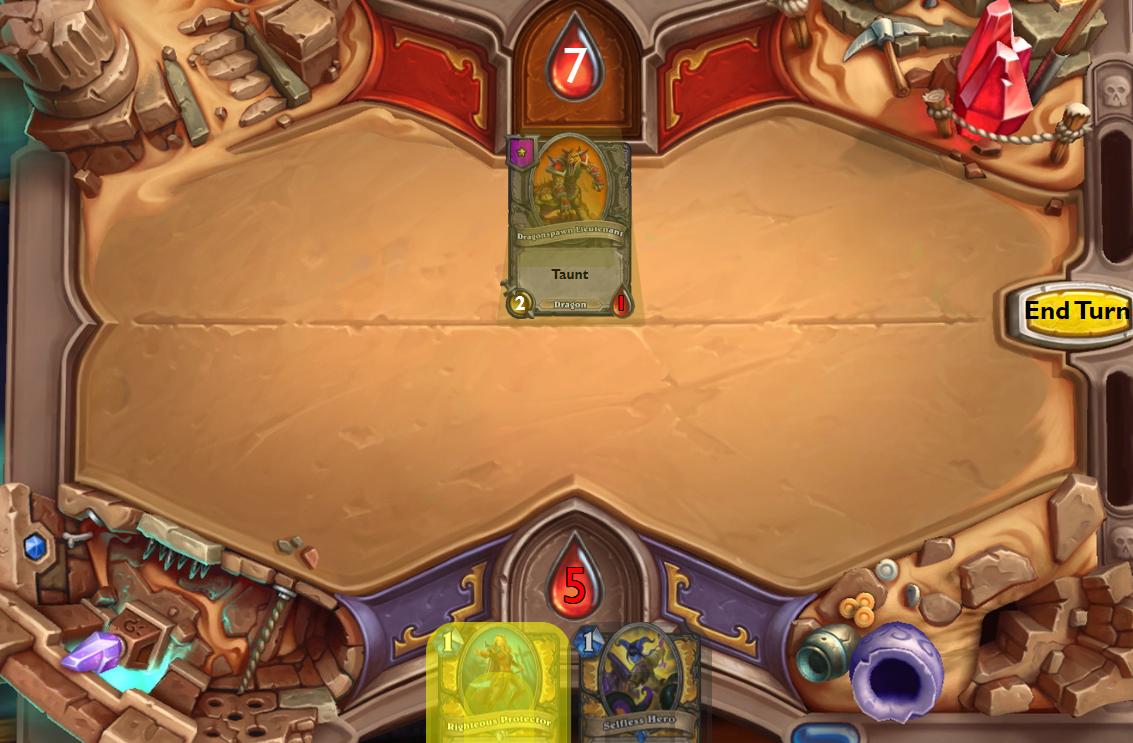 7
Dragonspawn Lieutenant
Taunt
2
Dragon
1
End Turn
5
1
1
Righteous Protector
Selfless Hero